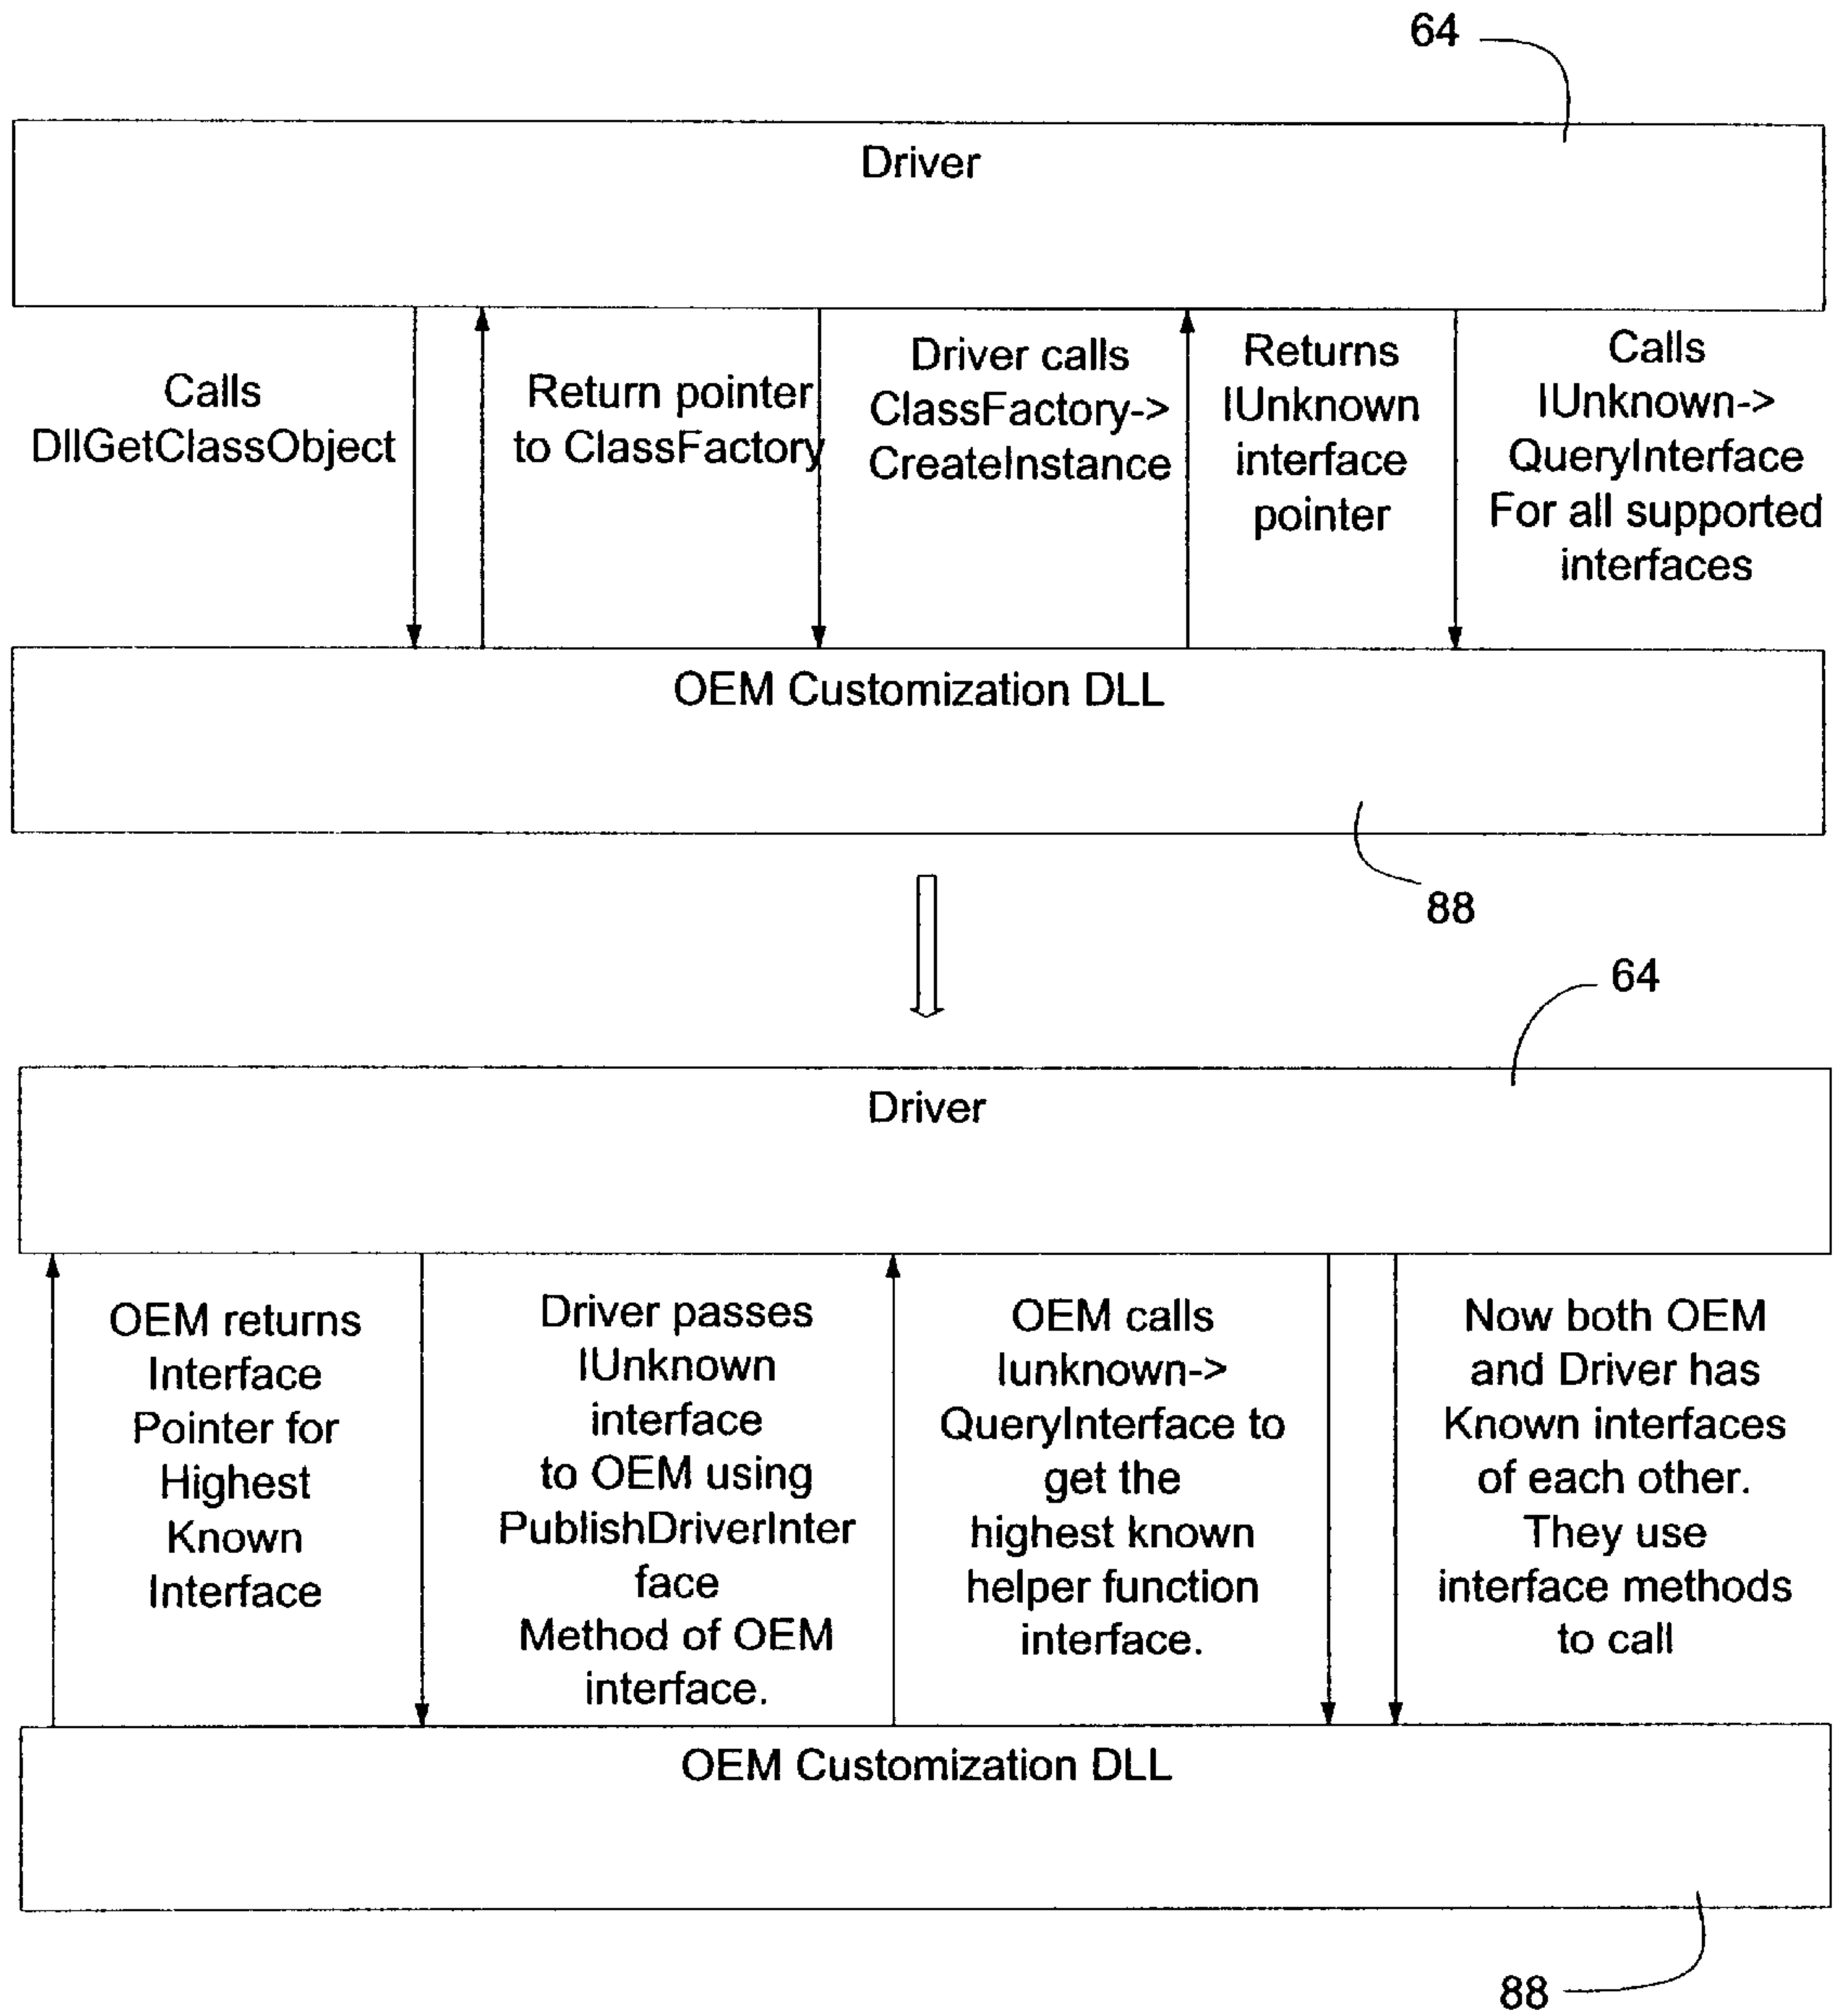 64
Driver
Calls
DllGetClassObject
Return pointer
to ClassFactory
Driver calls
ClassFactory->
CreateInstance
Returns
IUnknown
interface
pointer
Calls
IUnknown->
QueryInterface
For all supported
interfaces
OEM Customization DLL
88
64
Driver
OEM returns
Interface
Pointer for
Highest
Known
Interface
Driver passes
IUnknown
interface
to OEM using
PublishDriverInter
face
Method of OEM
interface.
OEM calls
Iunknown->
QueryInterface to
get the
highest known
helper function
interface.
Now both OEM
and Driver has
Known interfaces
of each other.
They use
interface methods
to call
OEM Customization DLL
88